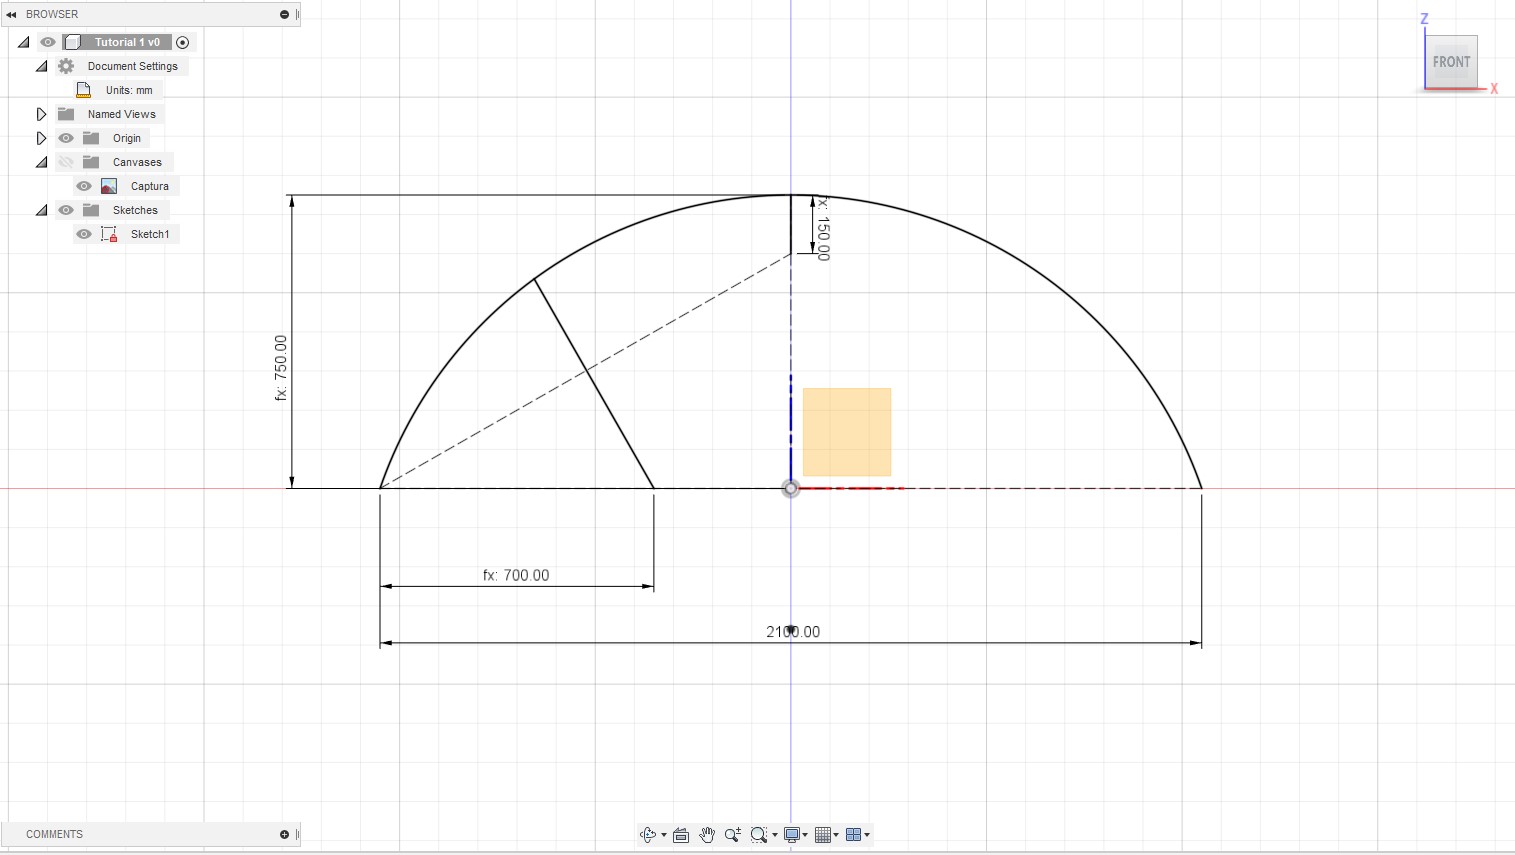 BROWSER
Tutorial 1 v0
Document Settings
Units: mm
Named Views
Origin
Canvases
Captura
Sketches
Sketch1
Z
FRONT
X
fx: 150.00
fx: 750.00
fx: 700.00
2100.00
COMMENTS